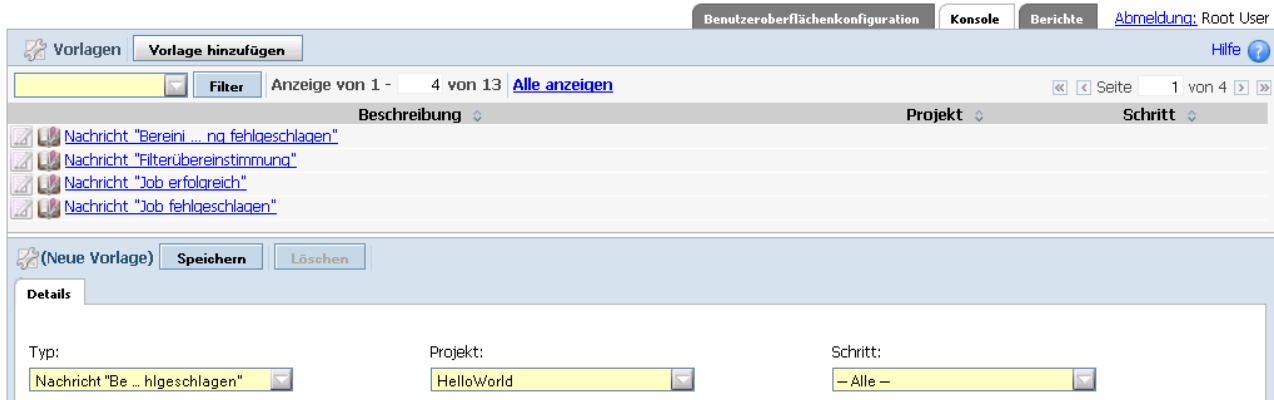 Benutzeroberflächenkonfiguration Konsole Berichte Abmeldung: Root User
Vorlagen Vorlage hinzufügen Hilfe ?
Filter Anzeige von 1 - 4 von 13 Alle anzeigen Seite 1 von 4
Beschreibung Projekt Schritt
Nachricht "Bereini ... ng fehlgeschlagen"
Nachricht "Filterübereinstimmung"
Nachricht "Job erfolgreich"
Nachricht "Job fehlgeschlagen"
(Neue Vorlage) Speichern Löschen
Details
Typ: Projekt: Schritt:
Nachricht "Be ... hlgeschlagen" HelloWorld -- Alle --